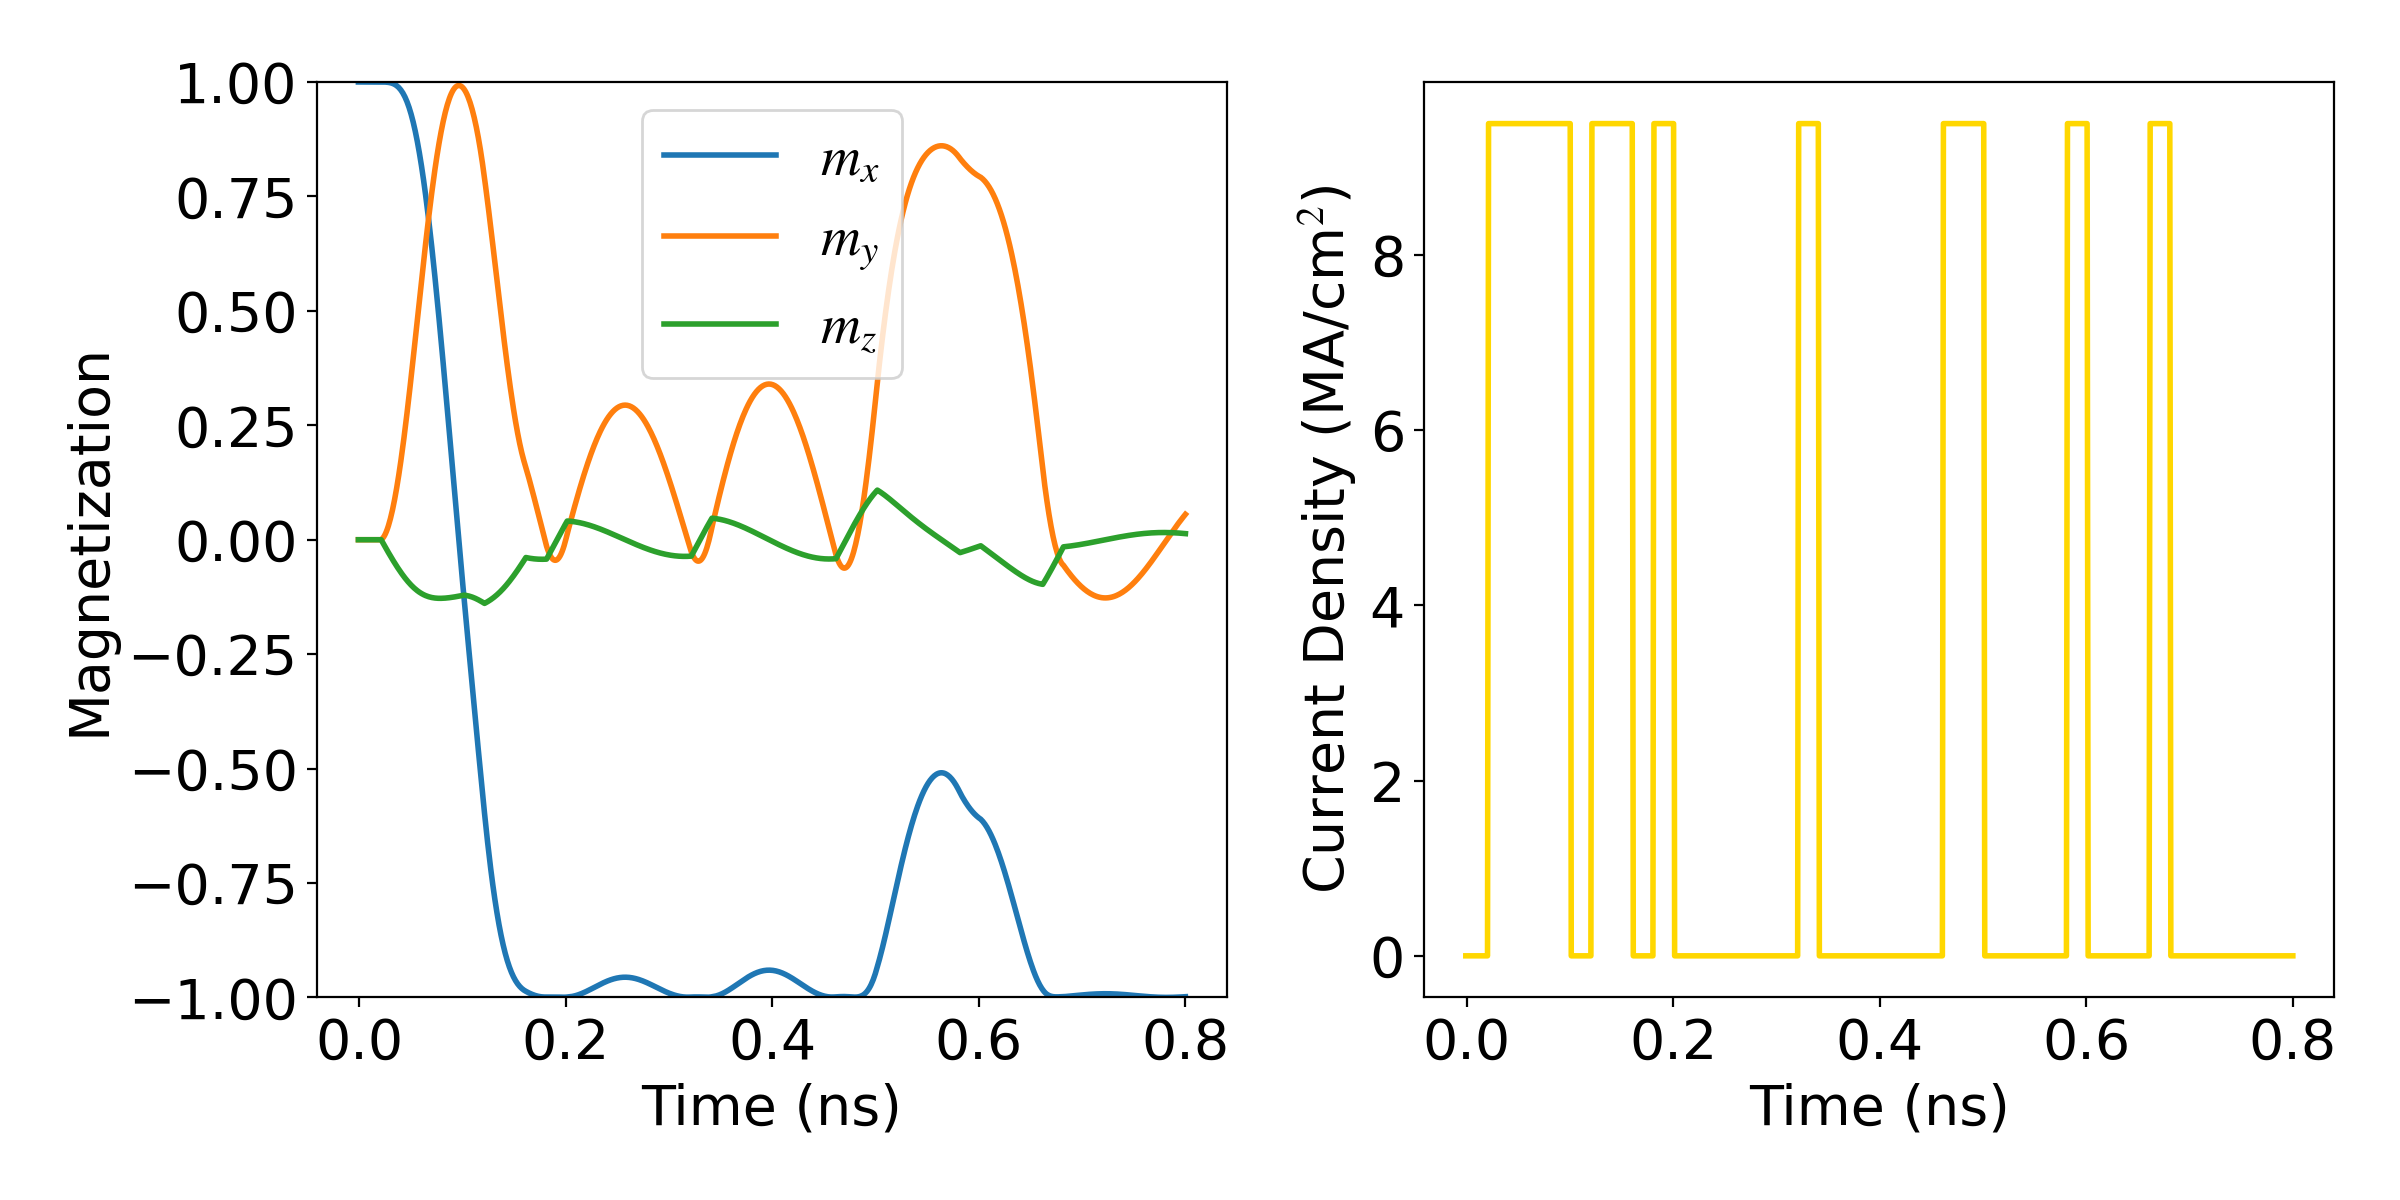 1.00
0.75
0.50
0.25
0.00
−0.25
−0.50
−0.75
−1.00
Magnetization
0.0 0.2 0.4 0.6 0.8
Time (ns)
mₓ
m_y
m_z
8
6
4
2
0
Current Density (MA/cm²)
0.0 0.2 0.4 0.6 0.8
Time (ns)